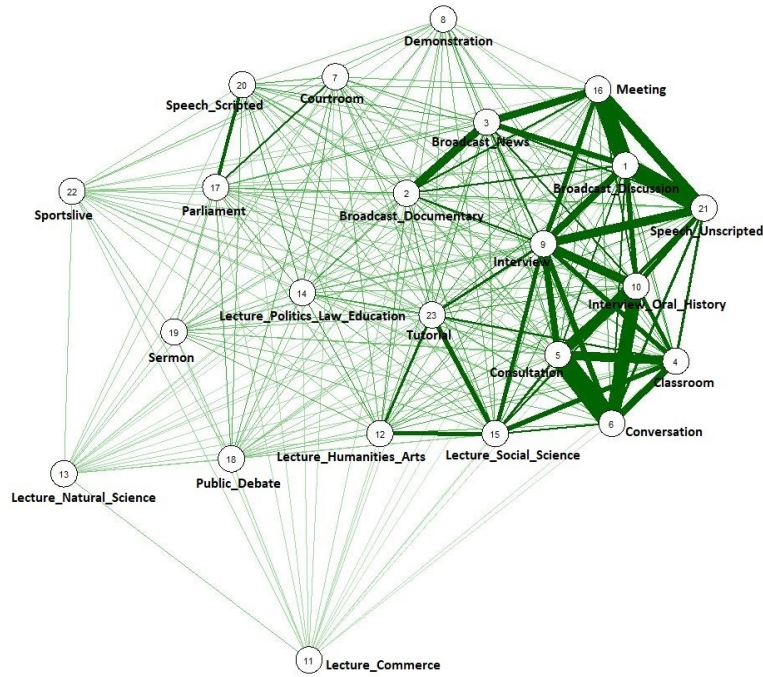 8
Demonstration
20
Speech_Scripted
7
Courtroom
16
Meeting
3
Broadcast_News
1
Broadcast_Discussion
22
Sportslive
17
Parliament
2
Broadcast_Documentary
21
Speech_Unscripted
9
Interview
10
Interview_Oral_History
14
Lecture_Politics_Law_Education
23
Tutorial
19
Sermon
5
Consultation
4
Classroom
6
Conversation
12
Lecture_Humanities_Arts
15
Lecture_Social_Science
13
Lecture_Natural_Science
18
Public_Debate
11
Lecture_Commerce